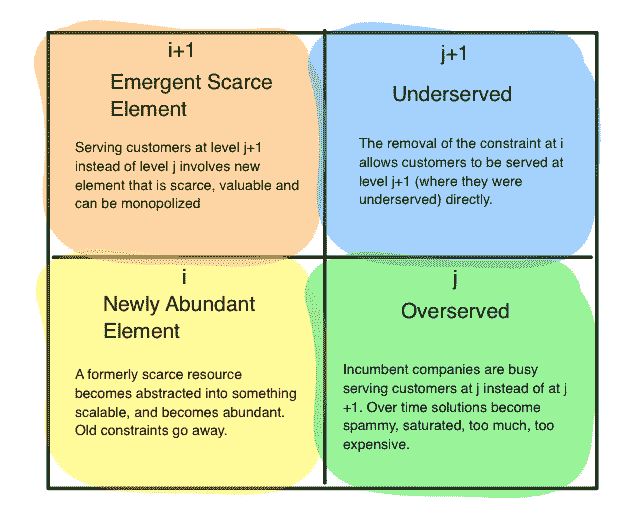 i+1
Emergent Scarce
Element
Serving customers at level j+1
instead of level j involves new
element that is scarce, valuable and
can be monopolized
j+1
Underserved
The removal of the constraint at i
allows customers to be served at
level j+1 (where they were
underserved) directly.
i
Newly Abundant
Element
A formerly scarce resource
becomes abstracted into something
scalable, and becomes abundant.
Old constraints go away.
j
Overserved
Incumbent companies are busy
serving customers at j instead of at j
+1. Over time solutions become
spammy, saturated, too much, too
expensive.